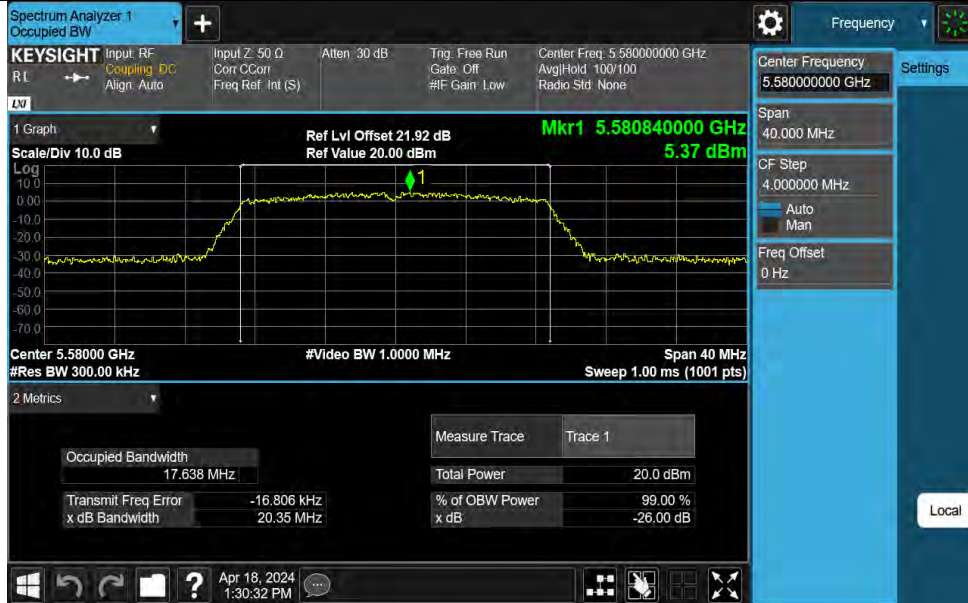 Spectrum Analyzer 1
Occupied BW
+
Frequency
KEYSIGHT
RL
LXI
Input: RF
Coupling: DC
Align: Auto
Input Z: 50 Ω
Corr CCorr
Freq Ref: Int (S)
Atten: 30 dB
Trig: Free Run
Gate: Off
#IF Gain: Low
Center Freq: 5.580000000 GHz
Avg|Hold: 100/100
Radio Std: None
Center Frequency
5.580000000 GHz
Settings
Span
40.000 MHz
CF Step
4.000000 MHz
Auto
Man
Freq Offset
0 Hz
Local
1 Graph
Scale/Div 10.0 dB
Ref Lvl Offset 21.92 dB
Ref Value 20.00 dBm
Mkr1 5.580840000 GHz
5.37 dBm
Log
10.0
0.00
-10.0
-20.0
-30.0
-40.0
-50.0
-60.0
-70.0
1
Center 5.58000 GHz
#Video BW 1.0000 MHz
Span 40 MHz
#Res BW 300.00 kHz
Sweep 1.00 ms (1001 pts)
2 Metrics
Measure Trace Trace 1
Occupied Bandwidth
17.638 MHz
Total Power 20.0 dBm
Transmit Freq Error -16.806 kHz
% of OBW Power 99.00 %
x dB Bandwidth 20.35 MHz
x dB -26.00 dB
?
Apr 18, 2024
1:30:32 PM